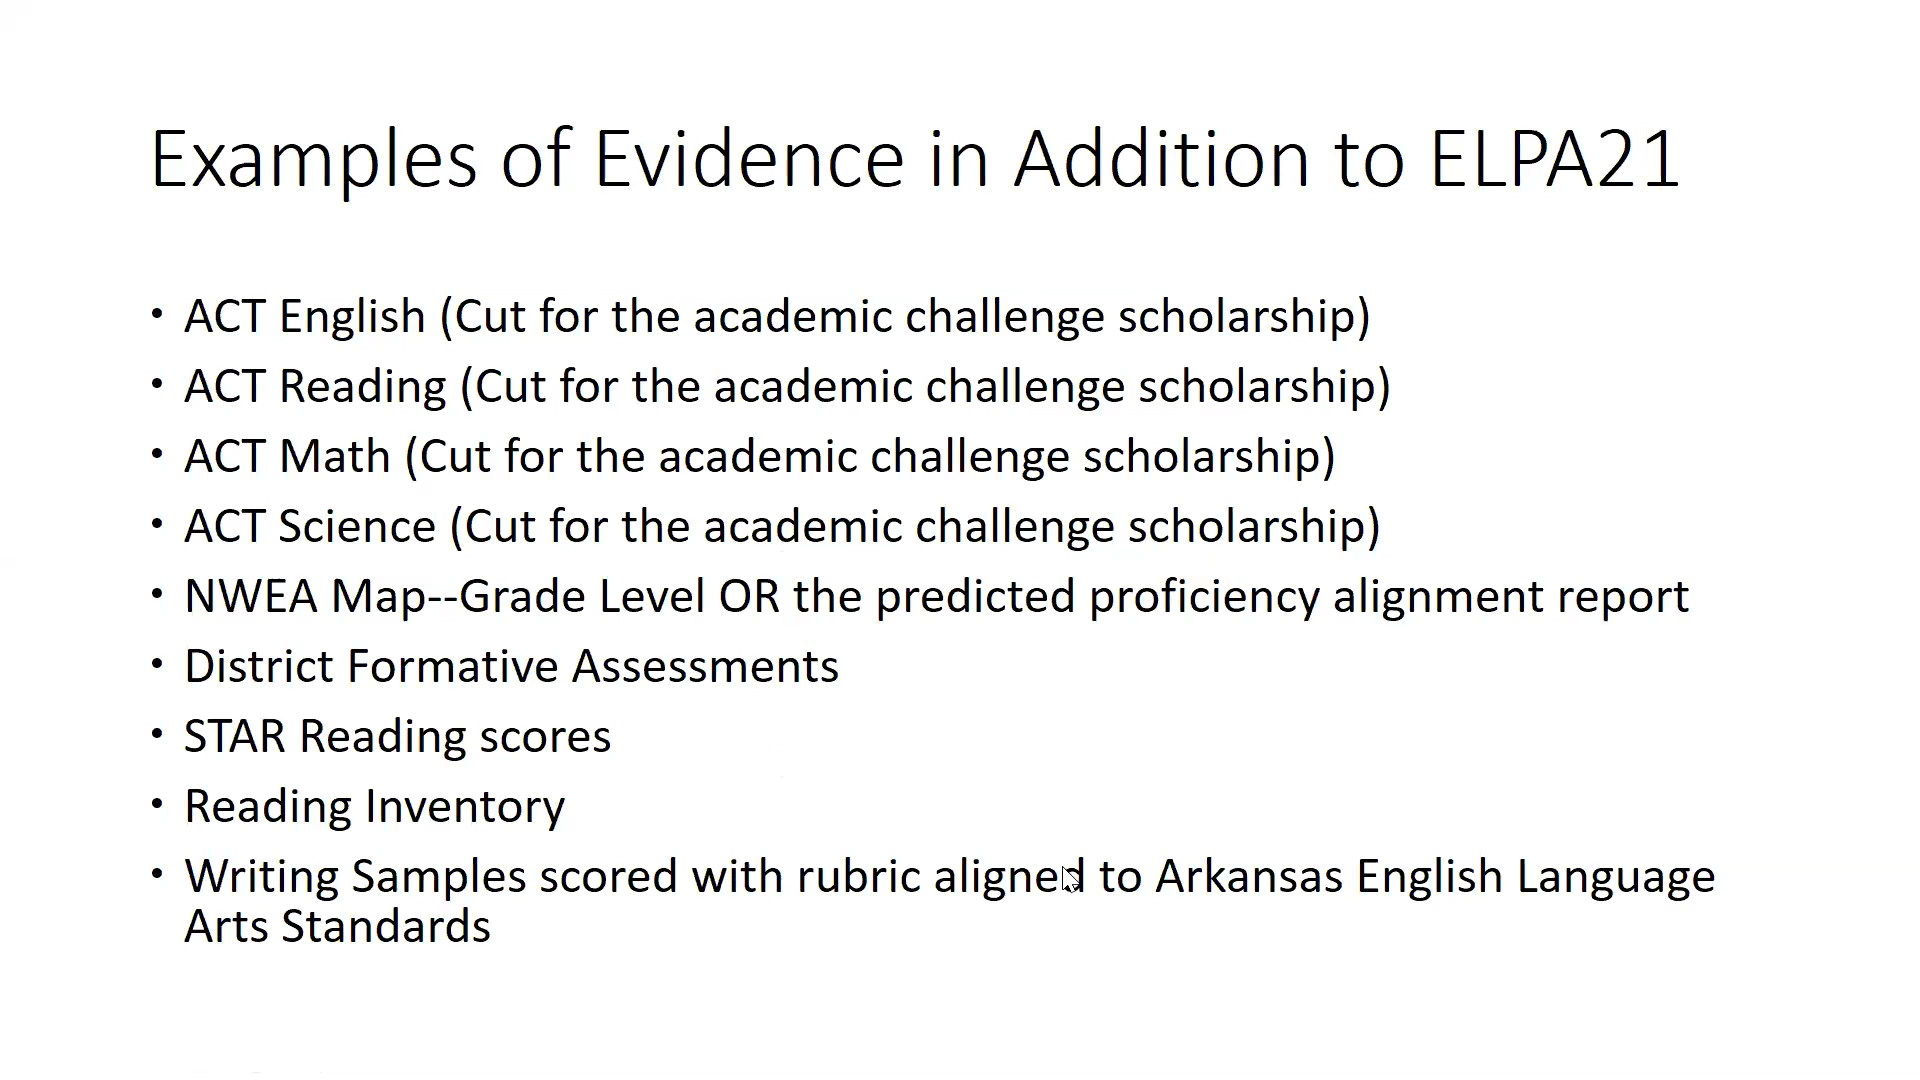 Examples of Evidence in Addition to ELPA21
• ACT English (Cut for the academic challenge scholarship)
• ACT Reading (Cut for the academic challenge scholarship)
• ACT Math (Cut for the academic challenge scholarship)
• ACT Science (Cut for the academic challenge scholarship)
• NWEA Map--Grade Level OR the predicted proficiency alignment report
• District Formative Assessments
• STAR Reading scores
• Reading Inventory
• Writing Samples scored with rubric aligned to Arkansas English Language
Arts Standards